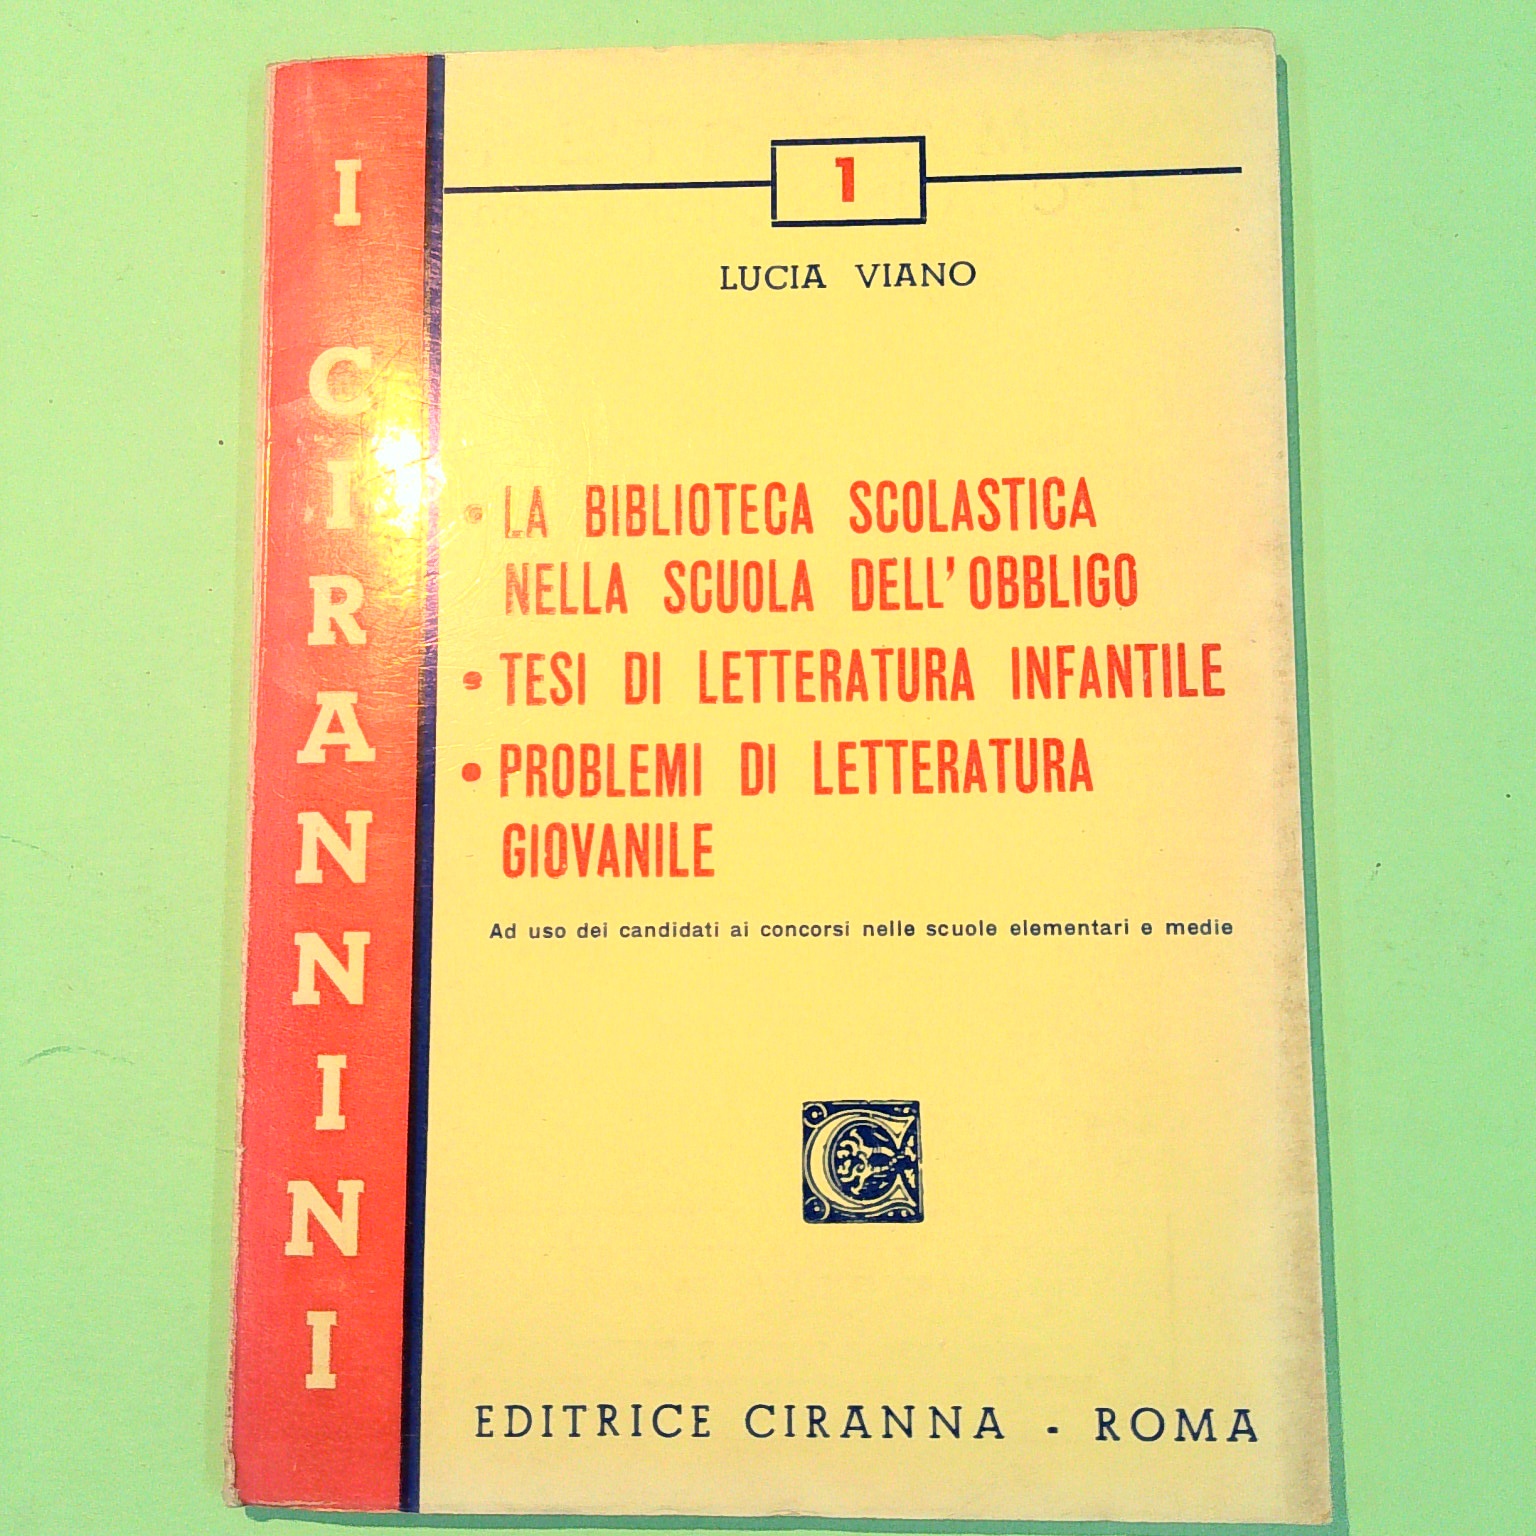 I CIRANNINI
1
LUCIA VIANO
• LA BIBLIOTECA SCOLASTICA
NELLA SCUOLA DELL'OBBLIGO
• TESI DI LETTERATURA INFANTILE
• PROBLEMI DI LETTERATURA
GIOVANILE
Ad uso dei candidati ai concorsi nelle scuole elementari e medie
C
EDITRICE CIRANNA - ROMA